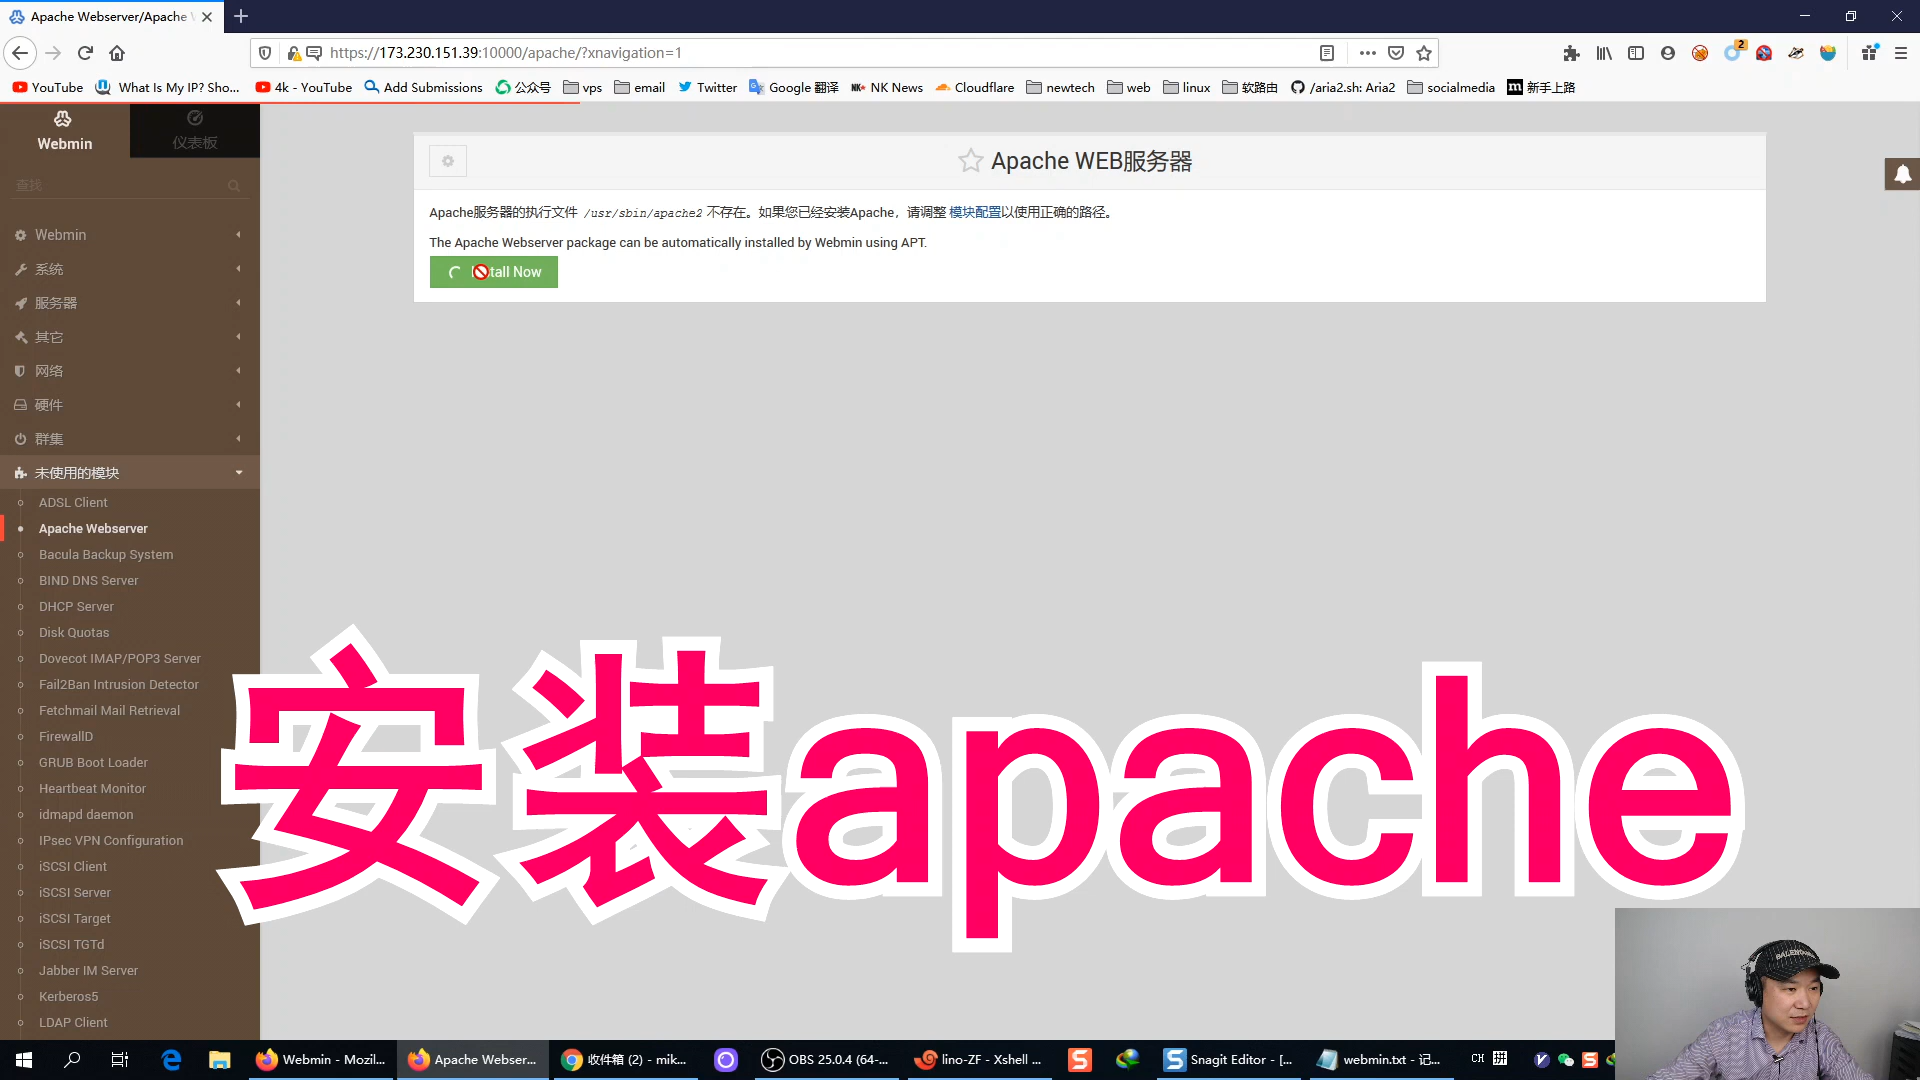 Apache Webserver/Apache
https://173.230.151.39:10000/apache/?xnavigation=1
2
YouTube
What Is My IP? Sho...
4k - YouTube
Add Submissions
公众号
vps
email
Twitter
Google 翻译
NK News
Cloudflare
newtech
web
linux
软路由
/aria2.sh: Aria2
socialmedia
新手上路
Webmin
仪表板
查找
Webmin
系统
服务器
其它
网络
硬件
群集
未使用的模块
ADSL Client
Apache Webserver
Bacula Backup System
BIND DNS Server
DHCP Server
Disk Quotas
Dovecot IMAP/POP3 Server
Fail2Ban Intrusion Detector
Fetchmail Mail Retrieval
FirewallD
GRUB Boot Loader
Heartbeat Monitor
idmapd daemon
IPsec VPN Configuration
iSCSI Client
iSCSI Server
iSCSI Target
iSCSI TGTd
Jabber IM Server
Kerberos5
LDAP Client
Apache WEB服务器
Apache服务器的执行文件 /usr/sbin/apache2 不存在。如果您已经安装Apache，请调整 模块配置以使用正确的路径。
The Apache Webserver package can be automatically installed by Webmin using APT.
Now
安装apache
Webmin - Mozil...
Apache Webser...
收件箱 (2) - mik...
OBS 25.0.4 (64-...
lino-ZF - Xshell ...
Snagit Editor - [...
webmin.txt - 记...
CH
拼